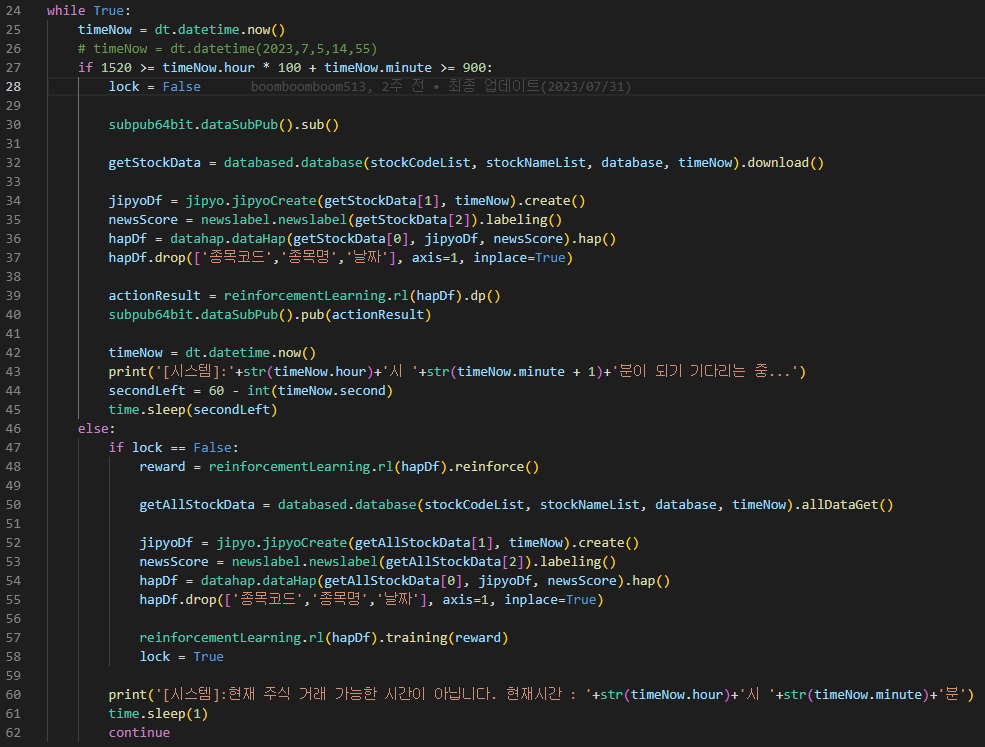 24 while True:
25     timeNow = dt.datetime.now()
26     # timeNow = dt.datetime(2023,7,5,14,55)
27     if 1520 >= timeNow.hour * 100 + timeNow.minute >= 900:
28         lock = False      boomboomboom513, 2주 전 • 최종 업데이트(2023/07/31)
29
30         subpub64bit.dataSubPub().sub()
31
32         getStockData = databased.database(stockCodeList, stockNameList, database, timeNow).download()
33
34         jipyoDf = jipyo.jipyoCreate(getStockData[1], timeNow).create()
35         newsScore = newslabel.newslabel(getStockData[2]).labeling()
36         hapDf = datahap.dataHap(getStockData[0], jipyoDf, newsScore).hap()
37         hapDf.drop(['종목코드','종목명','날짜'], axis=1, inplace=True)
38
39         actionResult = reinforcementLearning.rl(hapDf).dp()
40         subpub64bit.dataSubPub().pub(actionResult)
41
42         timeNow = dt.datetime.now()
43         print('[시스템]:'+str(timeNow.hour)+'시 '+str(timeNow.minute + 1)+'분이 되기 기다리는 중...')
44         secondLeft = 60 - int(timeNow.second)
45         time.sleep(secondLeft)
46     else:
47         if lock == False:
48             reward = reinforcementLearning.rl(hapDf).reinforce()
49
50             getAllStockData = databased.database(stockCodeList, stockNameList, database, timeNow).allDataGet()
51
52             jipyoDf = jipyo.jipyoCreate(getAllStockData[1], timeNow).create()
53             newsScore = newslabel.newslabel(getAllStockData[2]).labeling()
54             hapDf = datahap.dataHap(getAllStockData[0], jipyoDf, newsScore).hap()
55             hapDf.drop(['종목코드','종목명','날짜'], axis=1, inplace=True)
56
57             reinforcementLearning.rl(hapDf).training(reward)
58             lock = True
59
60         print('[시스템]:현재 주식 거래 가능한 시간이 아닙니다. 현재시간 : '+str(timeNow.hour)+'시 '+str(timeNow.minute)+'분')
61         time.sleep(1)
62         continue